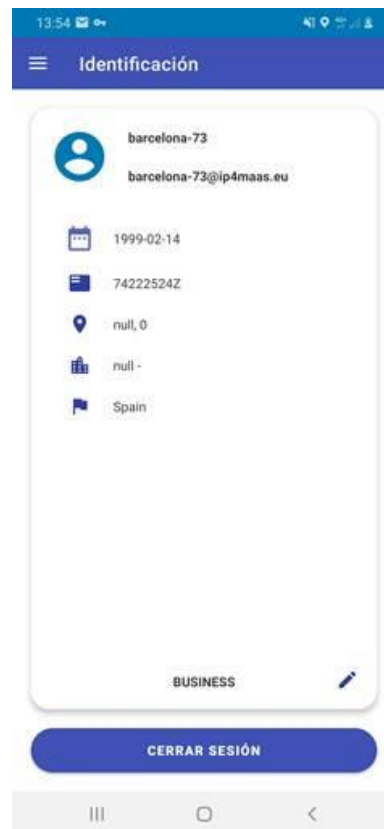 13:54
Identificación
barcelona-73
barcelona-73@ip4maas.eu
1999-02-14
74222524Z
null, 0
null -
Spain
BUSINESS
CERRAR SESIÓN